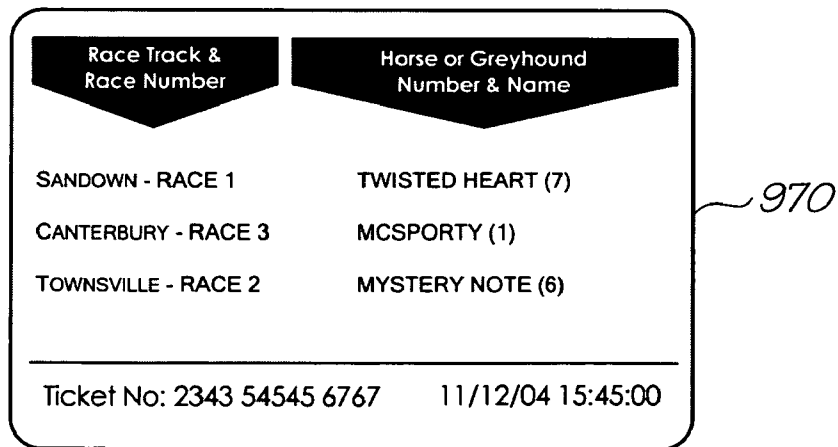 Race Track &
Race Number
Horse or Greyhound
Number & Name
SANDOWN - RACE 1 TWISTED HEART (7)
CANTERBURY - RACE 3 MCSPORTY (1)
TOWNSVILLE - RACE 2 MYSTERY NOTE (6)
970
Ticket No: 2343 54545 6767 11/12/04 15:45:00